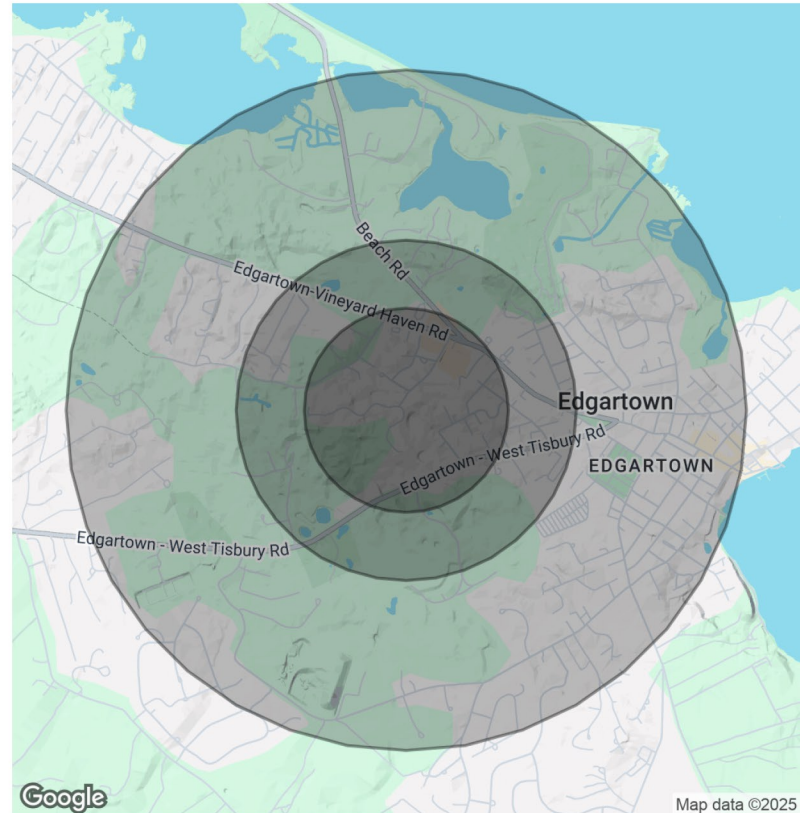 Beach Rd
Edgartown-Vineyard Haven Rd
Edgartown
Edgartown - West Tisbury Rd
EDGARTOWN
Edgartown - West Tisbury Rd
Google
Map data ©2025